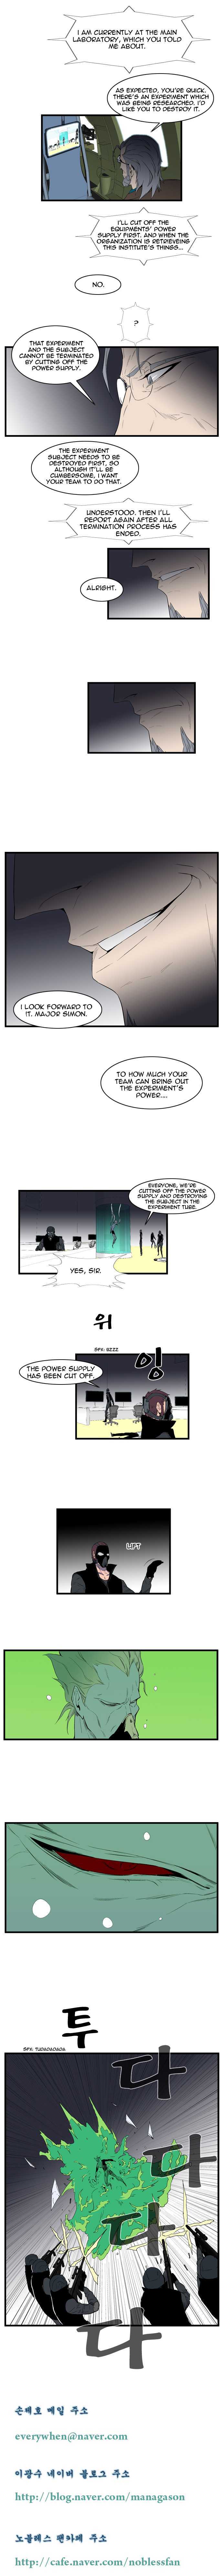 I AM CURRENTLY AT THE MAIN
LABORATORY, WHICH YOU TOLD
ME ABOUT.
AS EXPECTED, YOU'RE QUICK.
THERE'S AN EXPERIMENT WHICH
WAS BEING RESEARCHED. I'D
LIKE YOU TO DESTROY IT.
I'LL CUT OFF THE
EQUIPMENTS' POWER
SUPPLY FIRST. AND WHEN THE
ORGANIZATION IS RETRIEVEING
THIS INSTITUTE'S THINGS...
NO.
?
THAT EXPERIMENT
AND THE SUBJECT
CANNOT BE TERMINATED
BY CUTTING OFF THE
POWER SUPPLY.
THE EXPERIMENT
SUBJECT NEEDS TO BE
DESTROYED FIRST, SO
ALTHOUGH IT'LL BE
CUMBERSOME, I WANT
YOUR TEAM TO DO THAT.
UNDERSTOOD. THEN I'LL
REPORT AGAIN AFTER ALL
TERMINATION PROCESS HAS
ENDED.
ALRIGHT.
I LOOK FORWARD TO
IT. MAJOR SIMON.
TO HOW MUCH YOUR
TEAM CAN BRING OUT
THE EXPERIMENT'S
POWER....
EVERYONE, WE'RE
CUTTING OFF THE POWER
SUPPLY AND DESTROYING
THE SUBJECT IN THE
EXPERIMENT TUBE.
YES, SIR.
위
SFX: BZZZ
잉
THE POWER SUPPLY
HAS BEEN CUT OFF.
LIFT
투
SFX: TUDADADADA
다
다
다
다
손제호 메일 주소
everywhen@naver.com
이광수 네이버 블로그 주소
http://blog.naver.com/managason
노블레스 팬카페 주소
http://cafe.naver.com/noblessfan